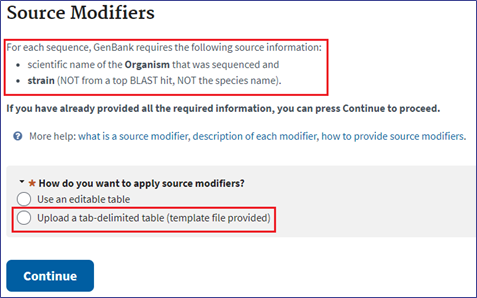 Source Modifiers
For each sequence, GenBank requires the following source information:
• scientific name of the Organism that was sequenced and
• strain (NOT from a top BLAST hit, NOT the species name).
If you have already provided all the required information, you can press Continue to proceed.
More help: what is a source modifier, description of each modifier, how to provide source modifiers.
★ How do you want to apply source modifiers?
Use an editable table
Upload a tab-delimited table (template file provided)
Continue